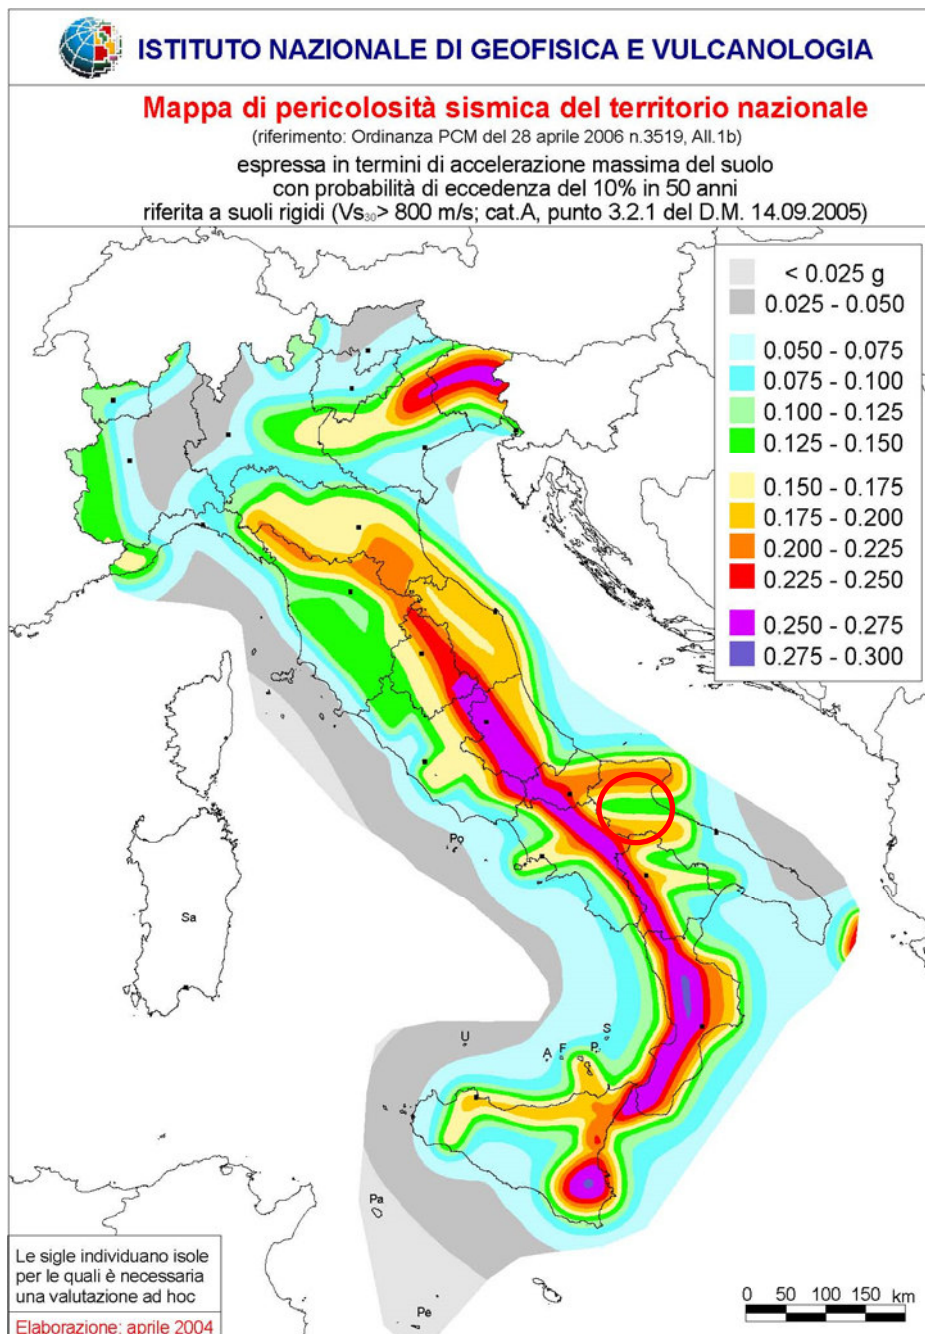 ISTITUTO NAZIONALE DI GEOFISICA E VULCANOLOGIA
Mappa di pericolosità sismica del territorio nazionale
(riferimento: Ordinanza PCM del 28 aprile 2006 n.3519, All.1b)
espressa in termini di accelerazione massima del suolo
con probabilità di eccedenza del 10% in 50 anni
riferita a suoli rigidi (Vs30> 800 m/s; cat.A, punto 3.2.1 del D.M. 14.09.2005)
< 0.025 g
0.025 - 0.050
0.050 - 0.075
0.075 - 0.100
0.100 - 0.125
0.125 - 0.150
0.150 - 0.175
0.175 - 0.200
0.200 - 0.225
0.225 - 0.250
0.250 - 0.275
0.275 - 0.300
Po
Sa
U
S
A F P
Pa
Pe
Le sigle individuano isole
per le quali è necessaria
una valutazione ad hoc
Elaborazione: aprile 2004
0 50 100 150 km